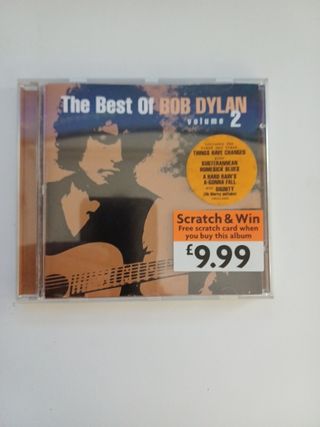 The Best Of BOB DYLAN
volume 2
THINGS HAVE CHANGED
SUBTERRANEAN
HOMESICK BLUES
A HARD RAIN'S
A-GONNA FALL
DIGNITY
Scratch & Win
Free scratch card when
you buy this album
£9.99